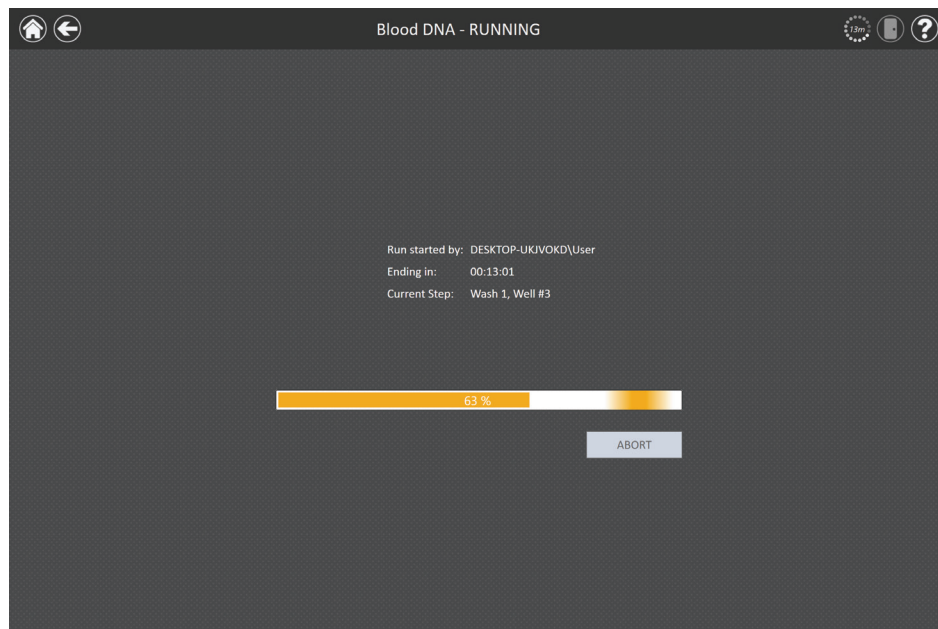 Blood DNA - RUNNING
13m
?
Run started by: DESKTOP-UKJVOKD\User
Ending in: 00:13:01
Current Step: Wash 1, Well #3
63 %
ABORT